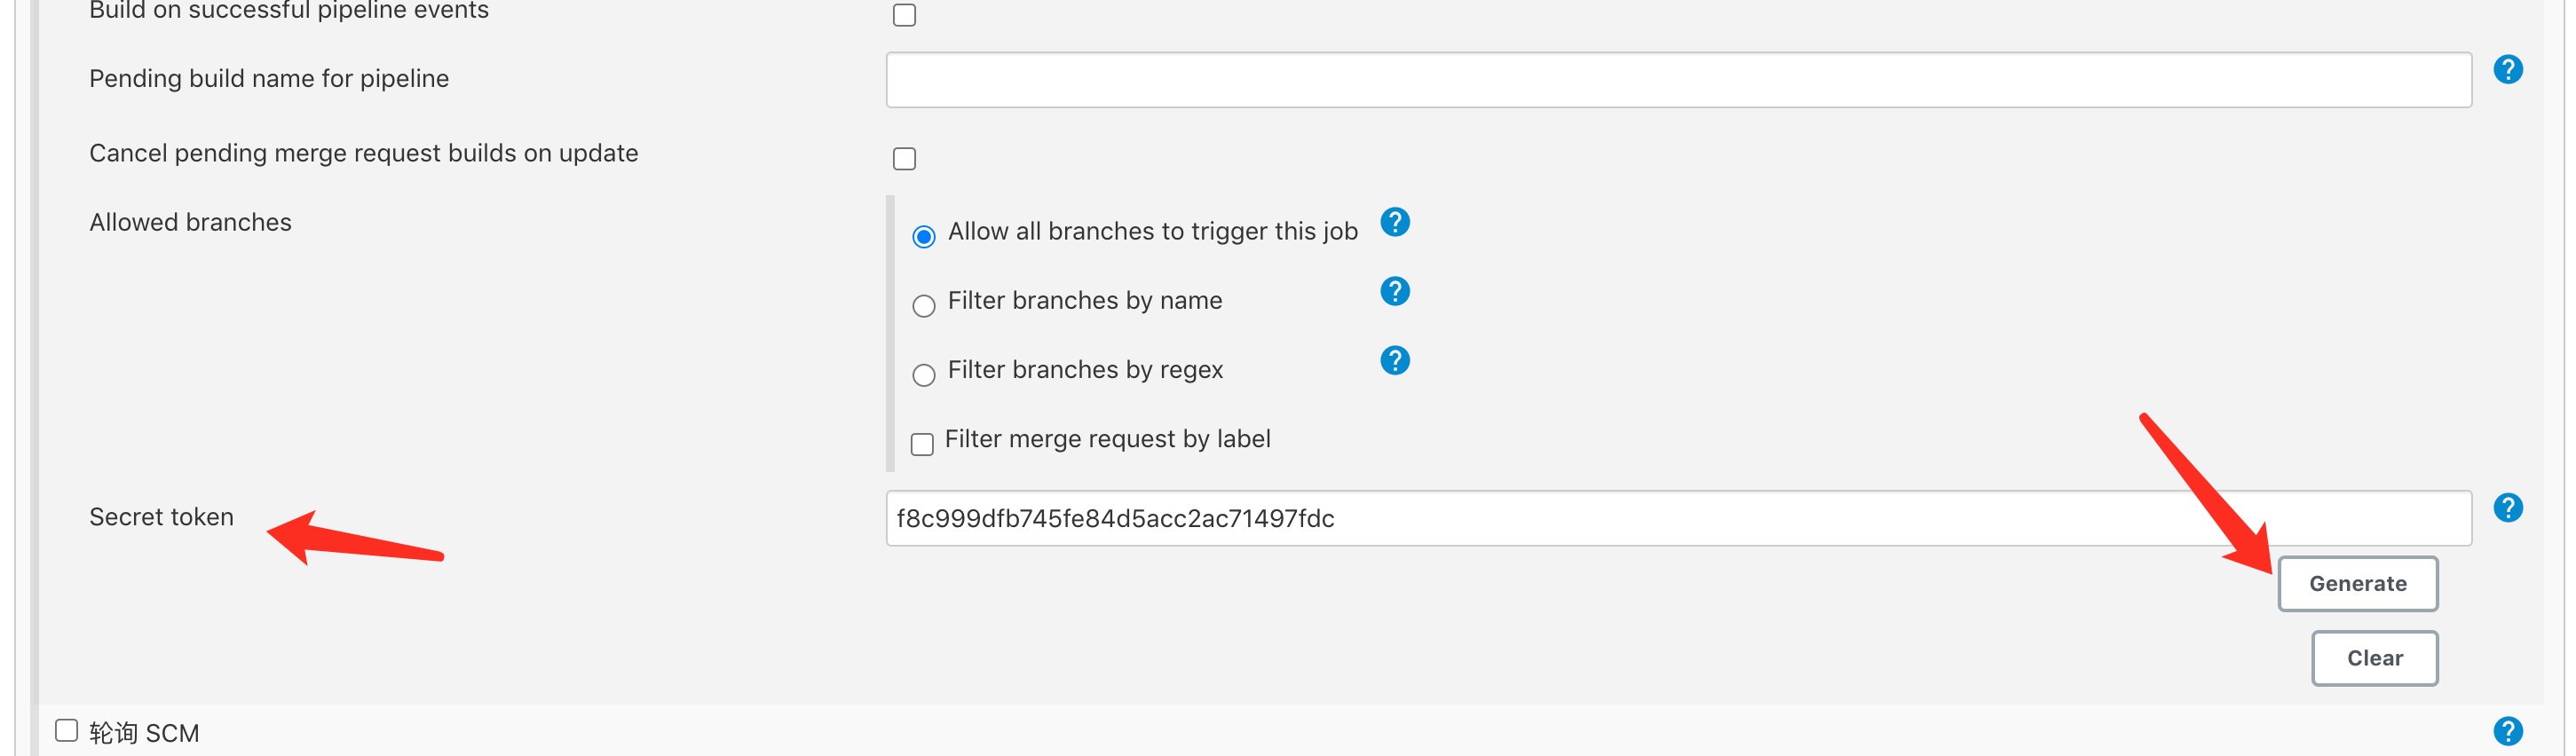 Build on successful pipeline events
Pending build name for pipeline
?
Cancel pending merge request builds on update
Allowed branches
Allow all branches to trigger this job ?
Filter branches by name ?
Filter branches by regex ?
Filter merge request by label
Secret token
f8c999dfb745fe84d5acc2ac71497fdc
?
Generate
Clear
轮询 SCM
?